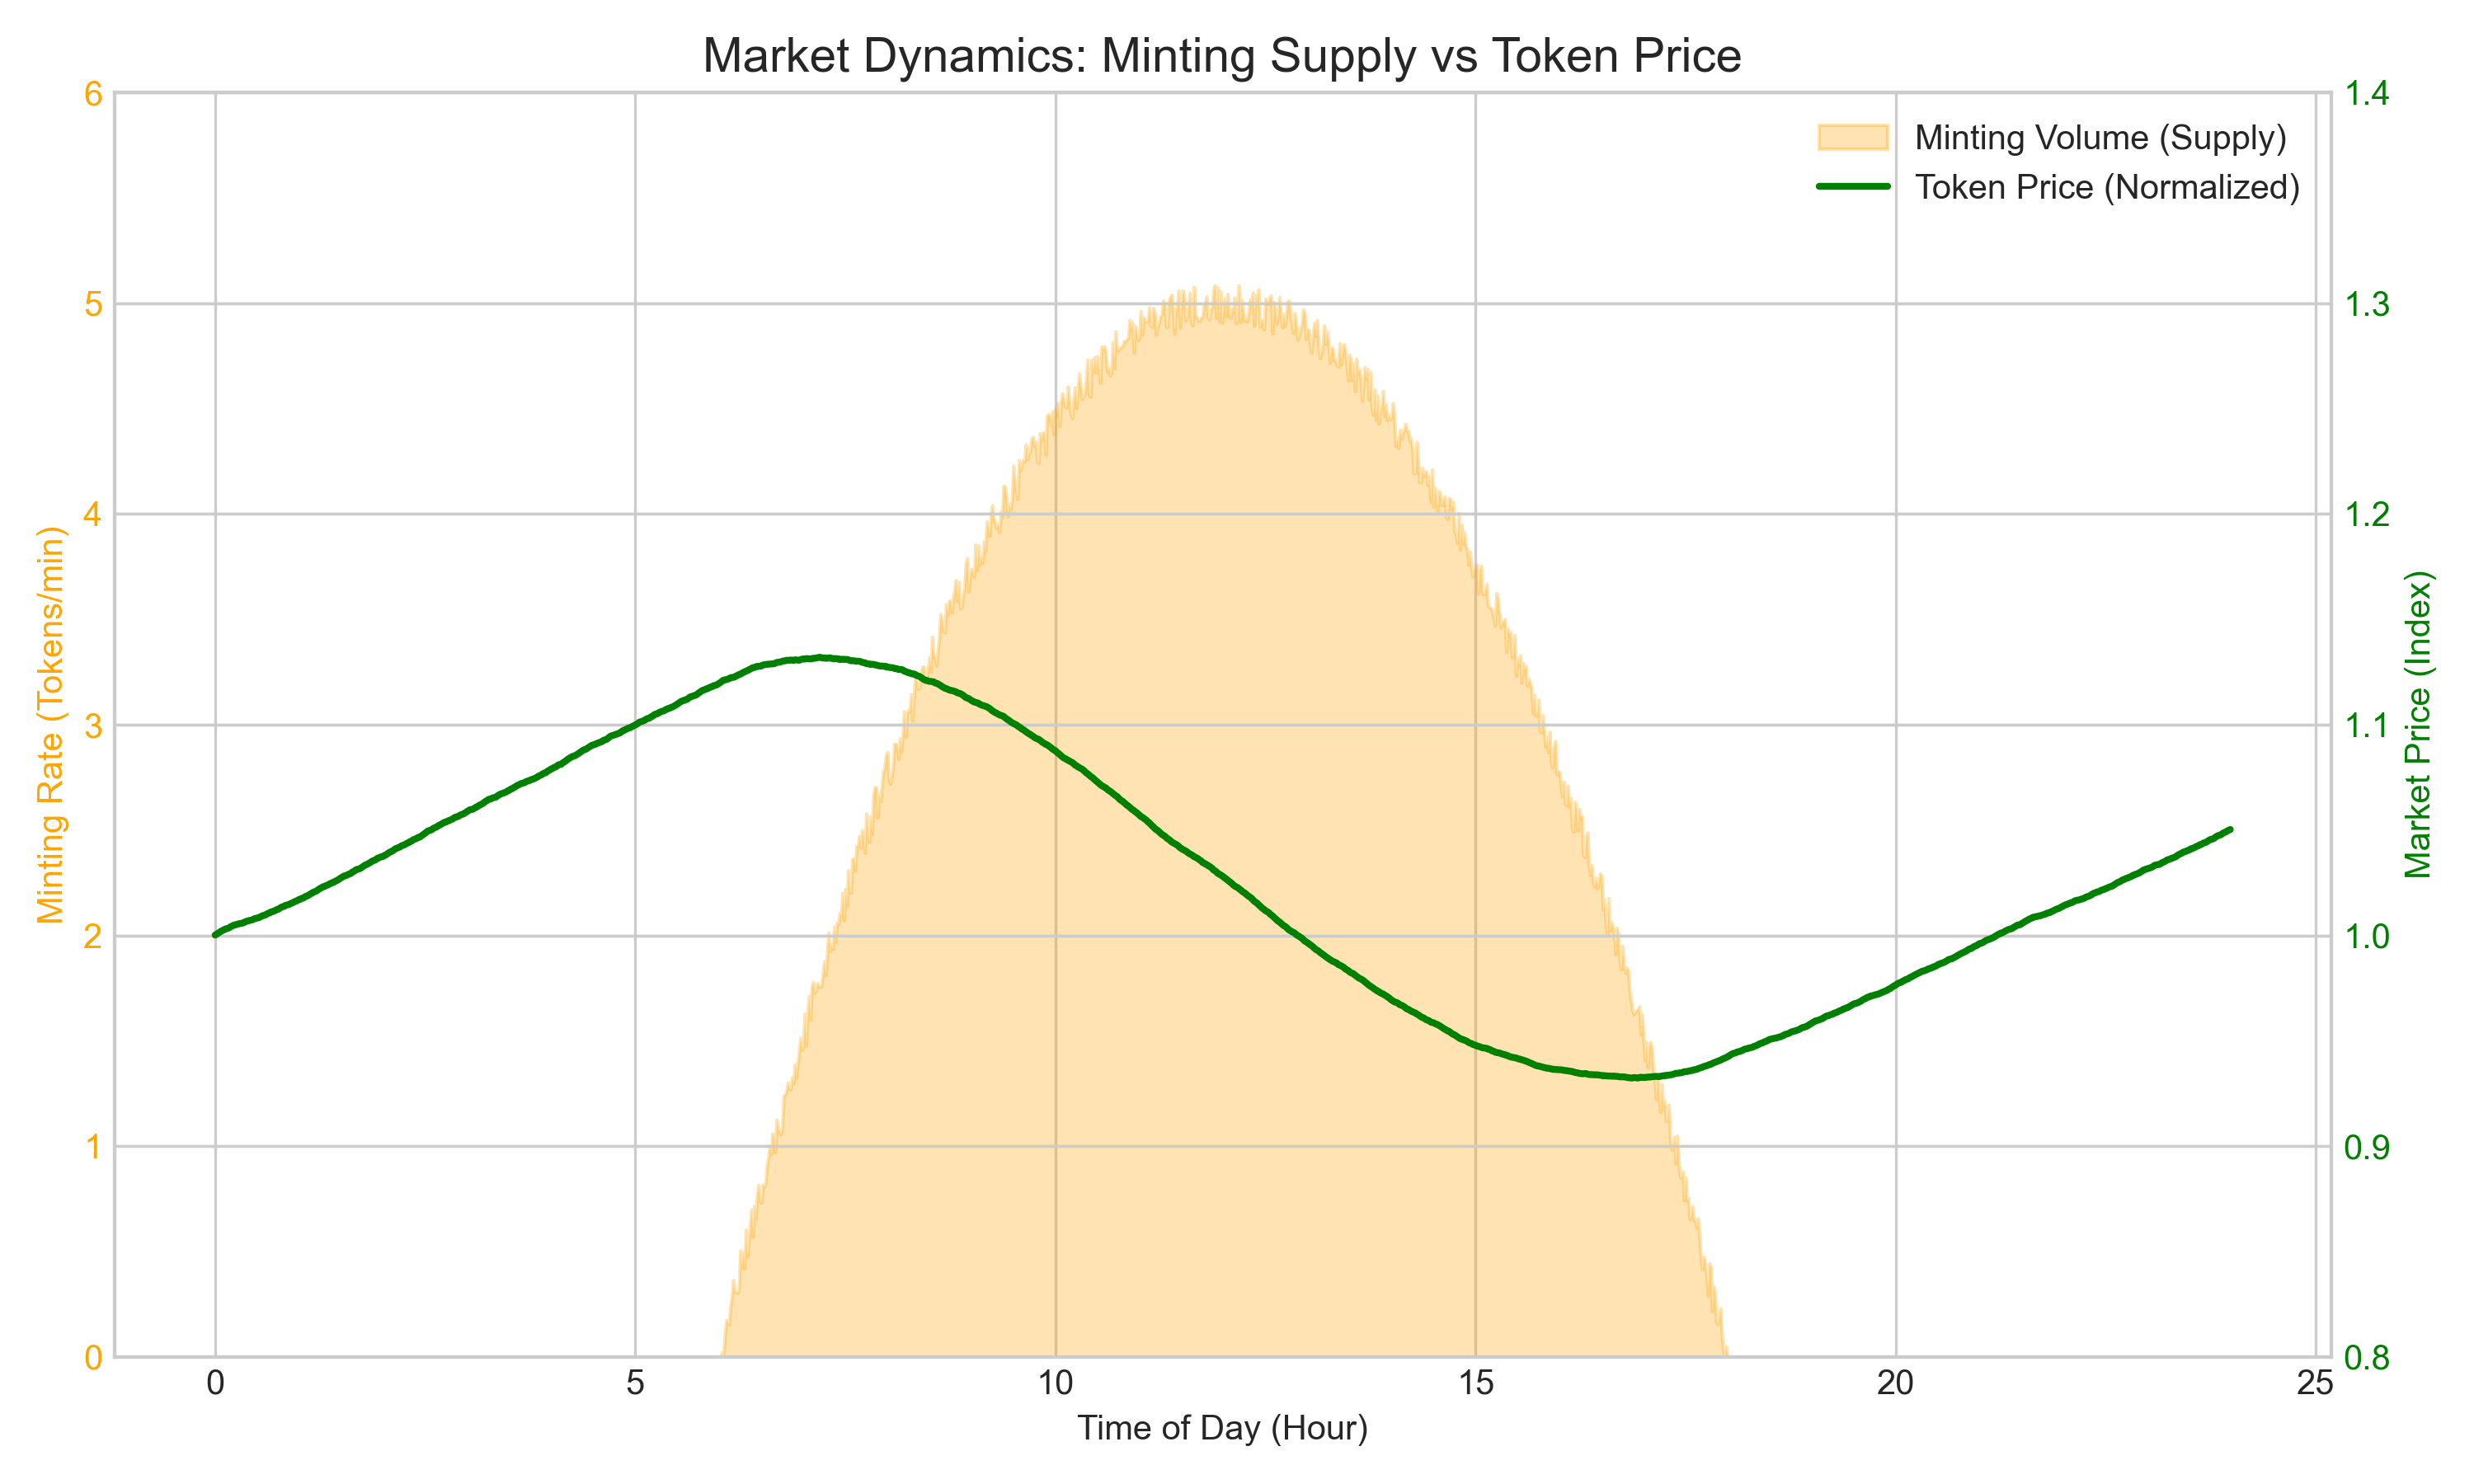 Market Dynamics: Minting Supply vs Token Price
Minting Volume (Supply)
Token Price (Normalized)
Minting Rate (Tokens/min)
6
5
4
3
2
1
0
Market Price (Index)
1.4
1.3
1.2
1.1
1.0
0.9
0.8
0 5 10 15 20 25
Time of Day (Hour)